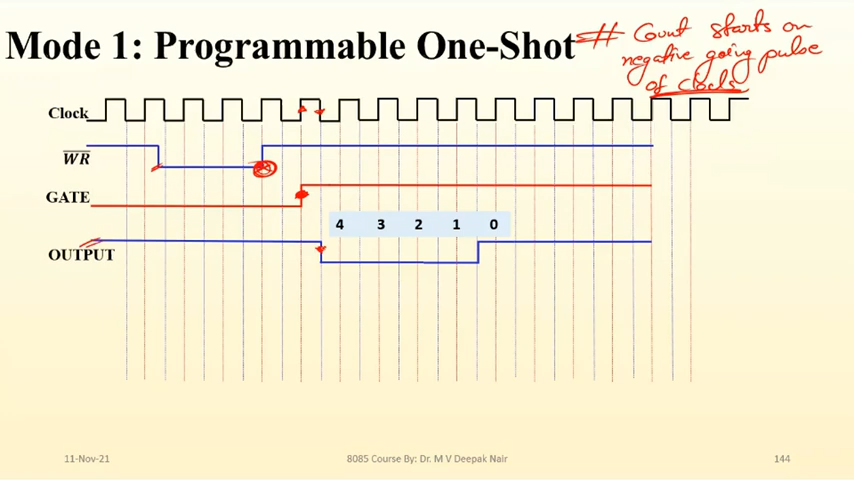 Mode 1: Programmable One-Shot
# Count starts on
negative going pulse
of clock
Clock
WR
GATE
4 3 2 1 0
OUTPUT
11-Nov-21
8085 Course By: Dr. M V Deepak Nair
144